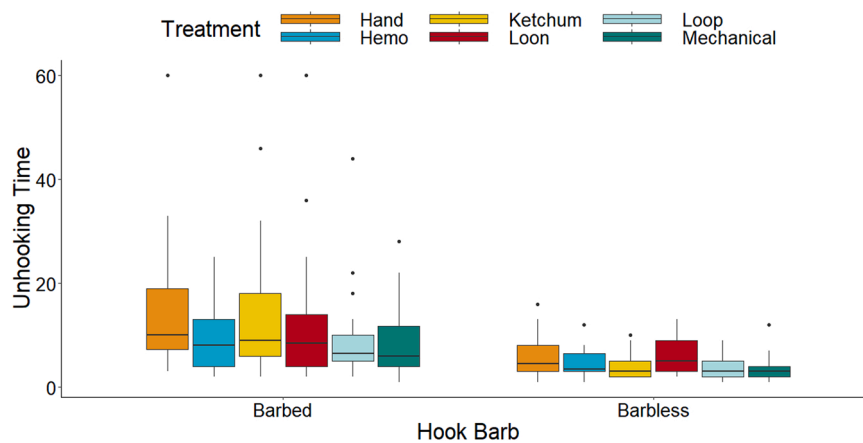 Treatment Hand Ketchum Loop
Hemo Loon Mechanical
60
40
20
0
Unhooking Time
Barbed Barbless
Hook Barb